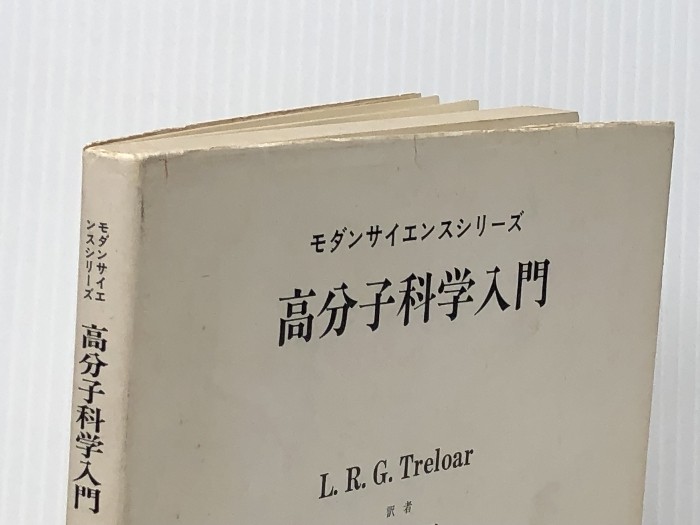 モダンサイエンスシリーズ
高分子科学入門
L. R. G. Treloar
訳者
モダンサイエ
ンスシリーズ
高分子科学入門